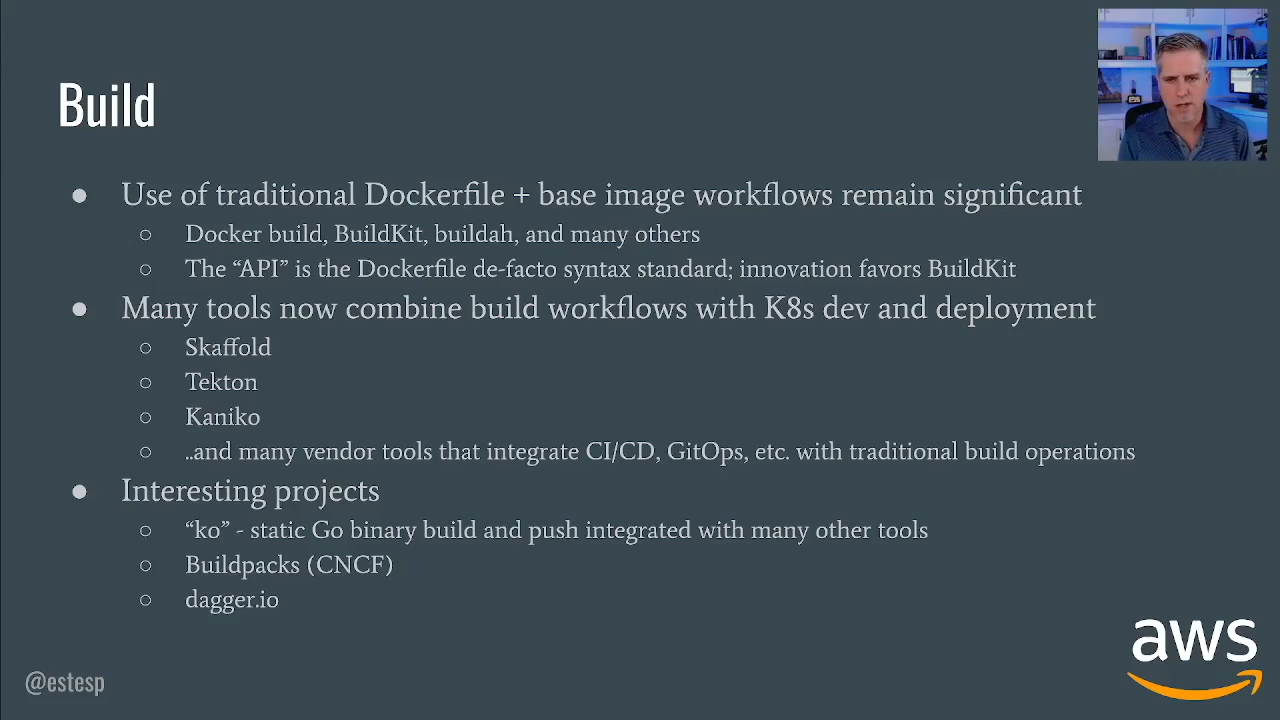 Build
● Use of traditional Dockerfile + base image workflows remain significant
○ Docker build, BuildKit, buildah, and many others
○ The “API” is the Dockerfile de-facto syntax standard; innovation favors BuildKit
● Many tools now combine build workflows with K8s dev and deployment
○ Skaffold
○ Tekton
○ Kaniko
○ ..and many vendor tools that integrate CI/CD, GitOps, etc. with traditional build operations
● Interesting projects
○ “ko” - static Go binary build and push integrated with many other tools
○ Buildpacks (CNCF)
○ dagger.io
@estesp
aws